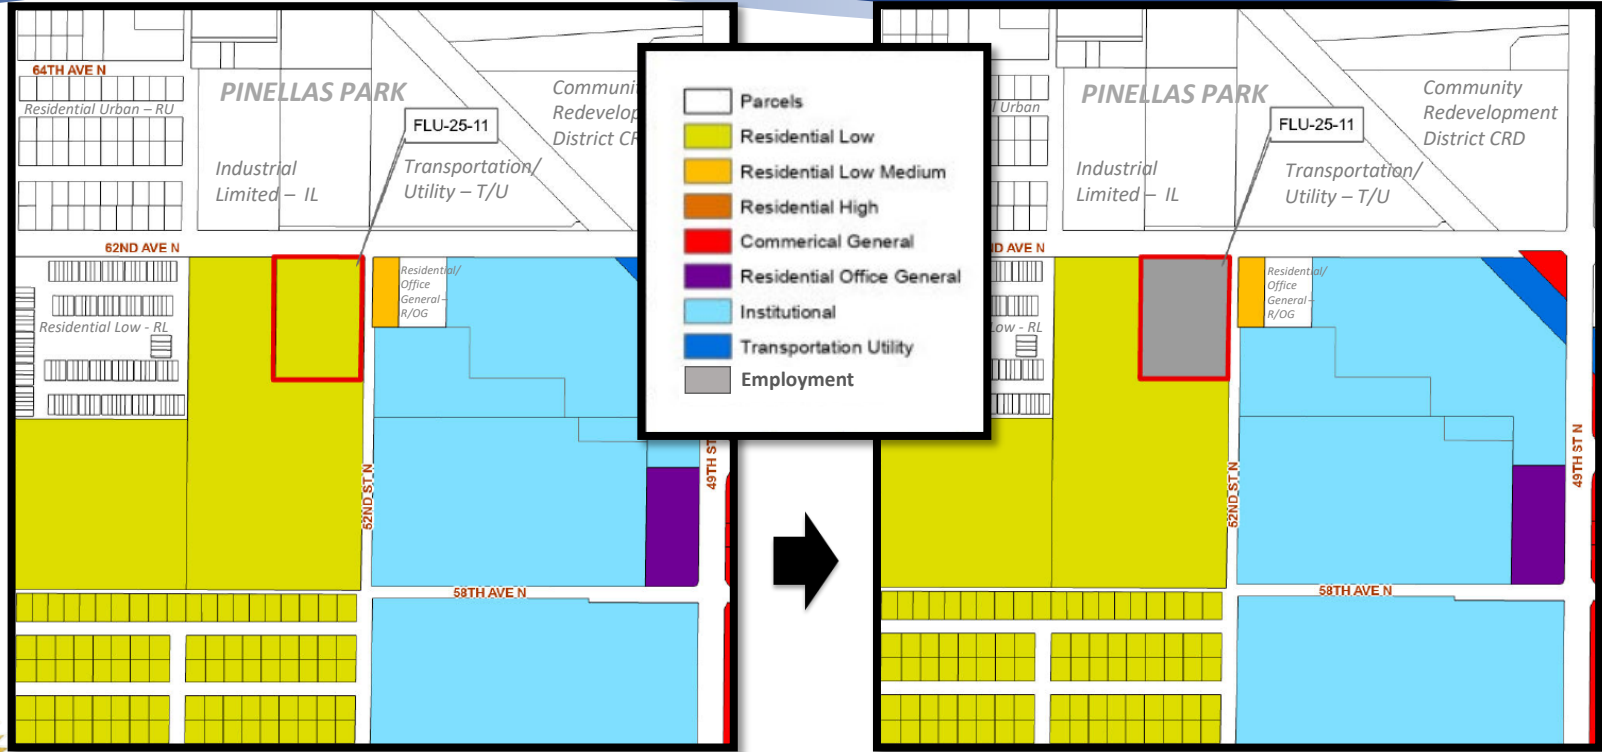 64TH AVE N
Residential Urban – RU
PINELLAS PARK
FLU-25-11
Redevelop
District CR
Industrial
Limited – IL
Transportation/
Utility – T/U
62ND AVE N
Residential/
Office
General –
R/OG
Residential Low - RL
52ND ST N
49TH ST
58TH AVE N
Parcels
Residential Low
Residential Low Medium
Residential High
Commerical General
Residential Office General
Institutional
Transportation Utility
Employment
Urban
PINELLAS PARK
FLU-25-11
Community
Redevelopment
District CRD
Industrial
Limited – IL
Transportation/
Utility – T/U
AVE N
Residential/
Office
General –
R/OG
Low - RL
52ND ST N
49TH ST N
58TH AVE N